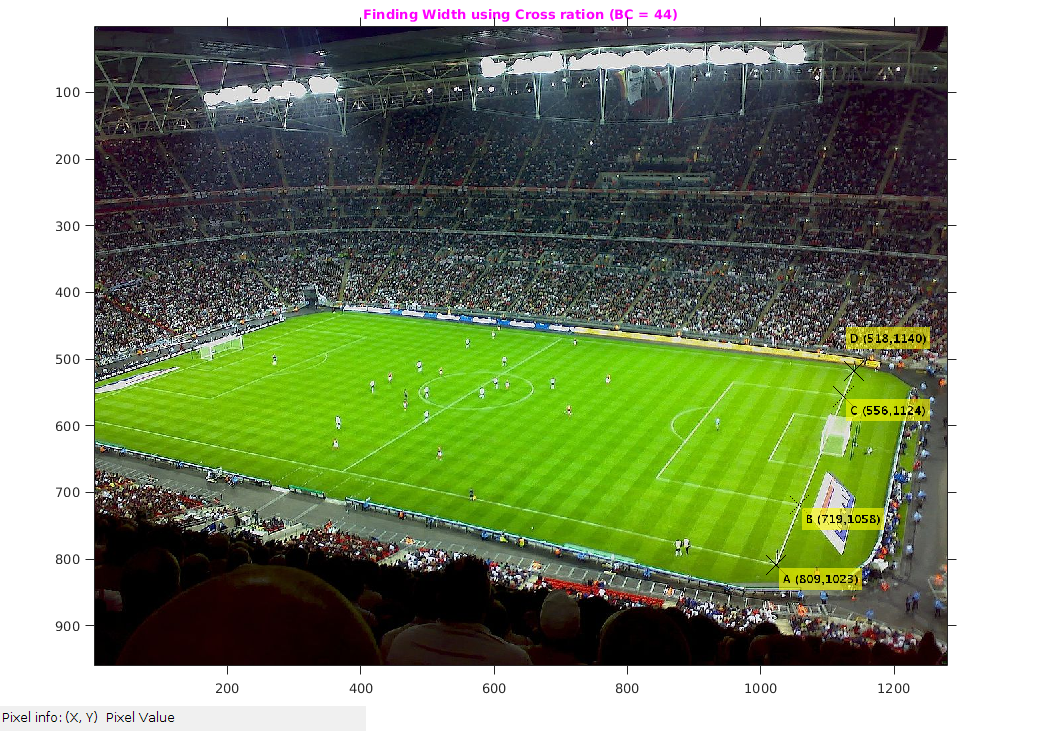 Finding Width using Cross ration (BC = 44)
100
200
300
400
500
600
700
800
900
D (518,1140)
C (556,1124)
B (719,1058)
A (809,1023)
200
400
600
800
1000
1200
Pixel info: (X, Y) Pixel Value